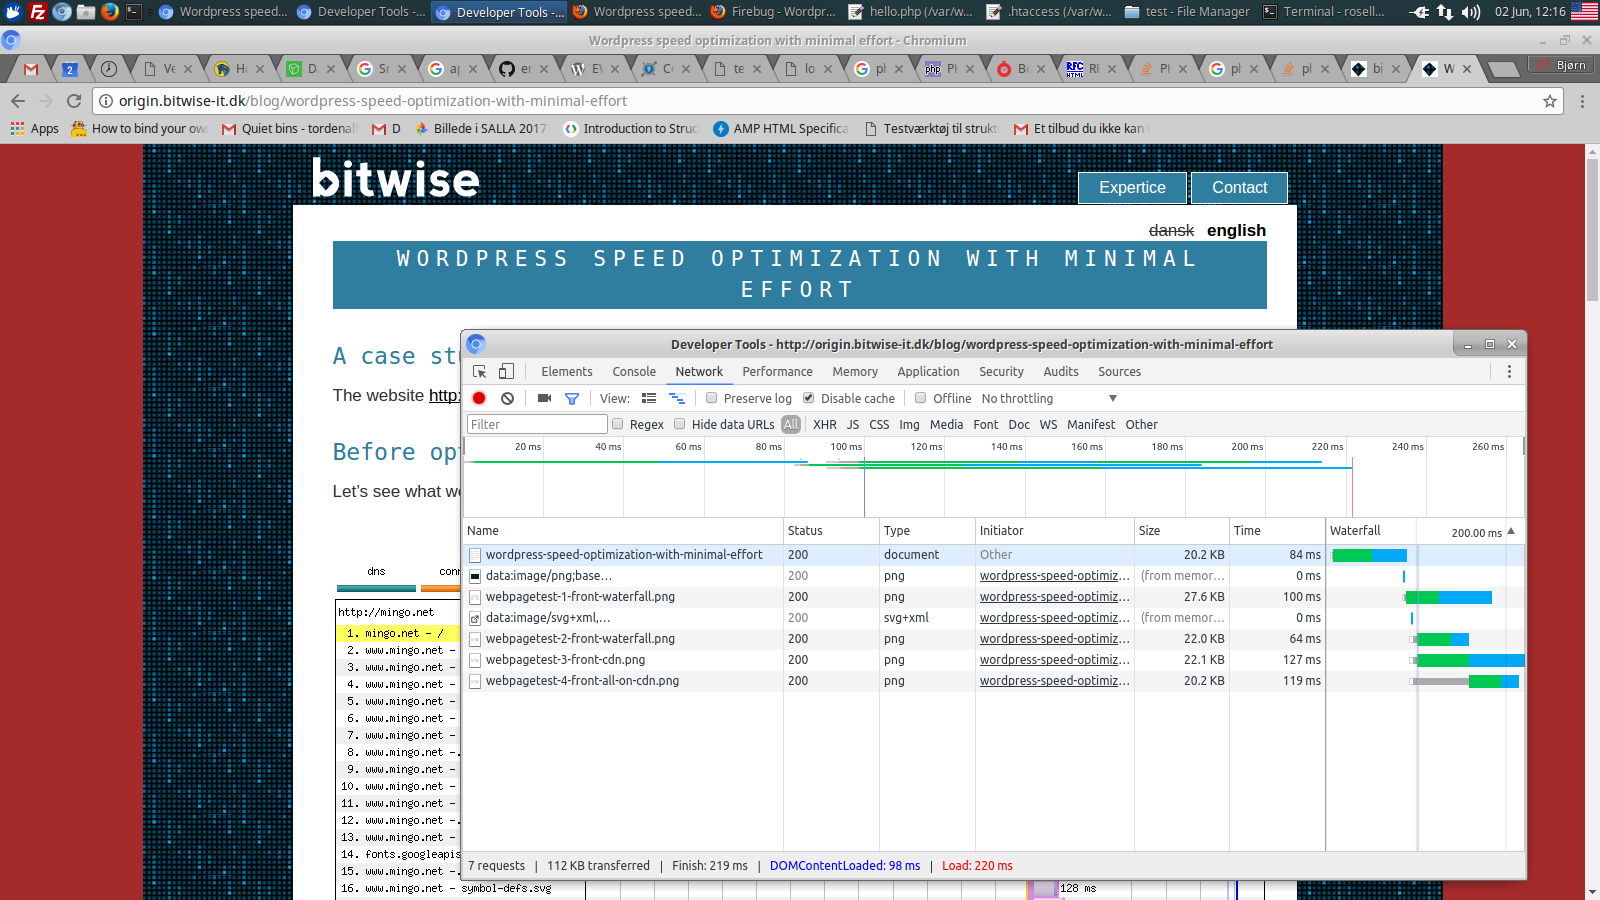 Wordpress speed...
Developer Tools -...
Developer Tools -...
Wordpress speed...
Firebug - Wordpr...
hello.php (/var/w...
.htaccess (/var/w...
test - File Manager
Terminal - rosell...
02 Jun, 12:16
Wordpress speed optimization with minimal effort - Chromium
2
Php
RFC
HTML
Bjørn
origin.bitwise-it.dk/blog/wordpress-speed-optimization-with-minimal-effort
Apps
How to bind your ow
Quiet bins - tordenal
D
Billede i SALLA 2017
Introduction to Struc
AMP HTML Specifica
Testværktøj til strukt
Et tilbud du ikke kan
bitwise
Expertice
Contact
dansk english
WORDPRESS SPEED OPTIMIZATION WITH MINIMAL
EFFORT
A case stu
The website http:
Before opt
Let's see what we
dns
conn
http://mingo.net
1. mingo.net - /
2. www.mingo.net -
3. www.mingo.net -
4. www.mingo.net -
5. www.mingo.net -
6. www.mingo.net -
7. www.mingo.net -
8. www.mingo.net -.
9. www.mingo.net -
10. www.mingo.net -
11. www.mingo.net -
12. www.mingo.net -.
13. www.mingo.net -
14. fonts.googleapis
15. www.mingo.net -.
16. www.mingo.net - symbol-defs.svg
128 ms
Developer Tools - http://origin.bitwise-it.dk/blog/wordpress-speed-optimization-with-minimal-effort
Elements Console Network Performance Memory Application Security Audits Sources
View: Preserve log Disable cache Offline No throttling
Filter Regex Hide data URLs All XHR JS CSS Img Media Font Doc WS Manifest Other
20 ms 40 ms 60 ms 80 ms 100 ms 120 ms 140 ms 160 ms 180 ms 200 ms 220 ms 240 ms 260 ms
Name Status Type Initiator Size Time Waterfall 200.00 ms
wordpress-speed-optimization-with-minimal-effort 200 document Other 20.2 KB 84 ms
data:image/png;base... 200 png wordpress-speed-optimiz... (from memor... 0 ms
webpagetest-1-front-waterfall.png 200 png wordpress-speed-optimiz... 27.6 KB 100 ms
data:image/svg+xml,... 200 svg+xml wordpress-speed-optimiz... (from memor... 0 ms
webpagetest-2-front-waterfall.png 200 png wordpress-speed-optimiz... 22.0 KB 64 ms
webpagetest-3-front-cdn.png 200 png wordpress-speed-optimiz... 22.1 KB 127 ms
webpagetest-4-front-all-on-cdn.png 200 png wordpress-speed-optimiz... 20.2 KB 119 ms
7 requests | 112 KB transferred | Finish: 219 ms | DOMContentLoaded: 98 ms | Load: 220 ms